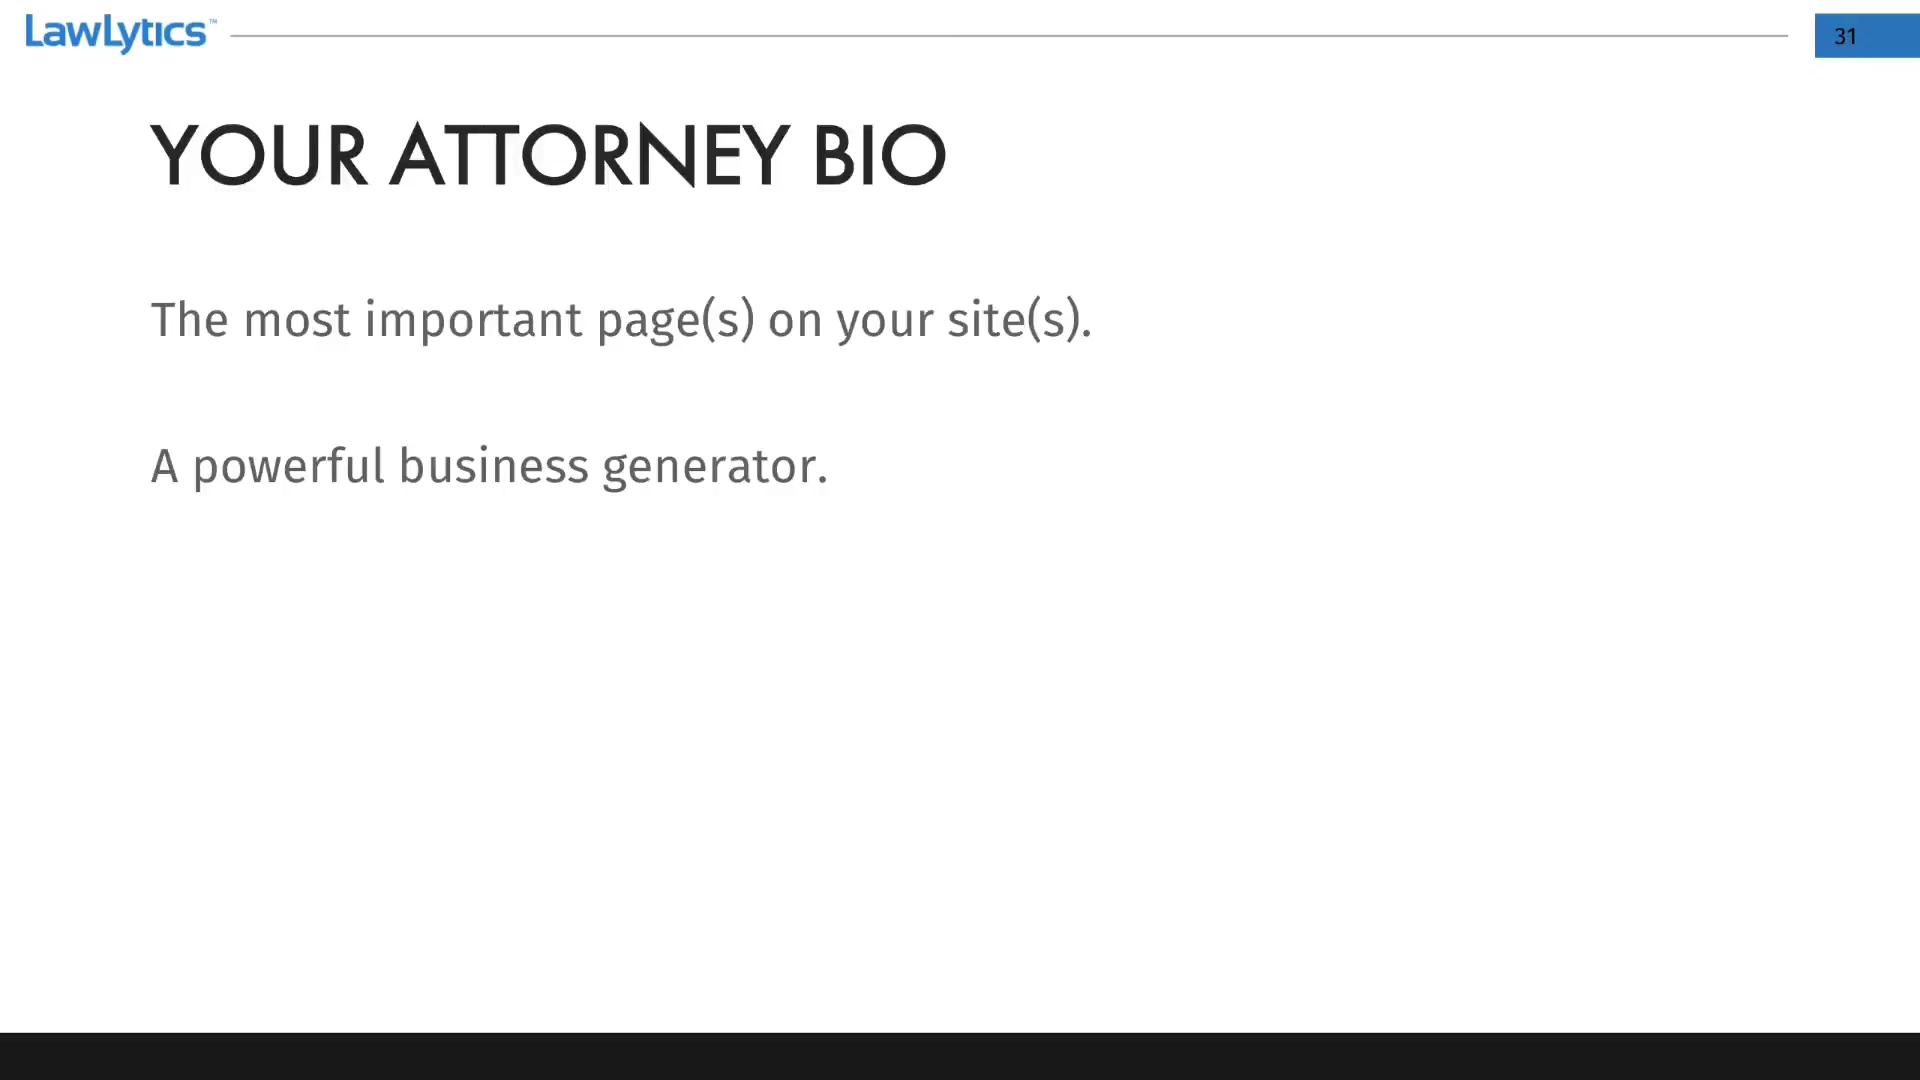 LawLytics™
31
YOUR ATTORNEY BIO
The most important page(s) on your site(s).
A powerful business generator.